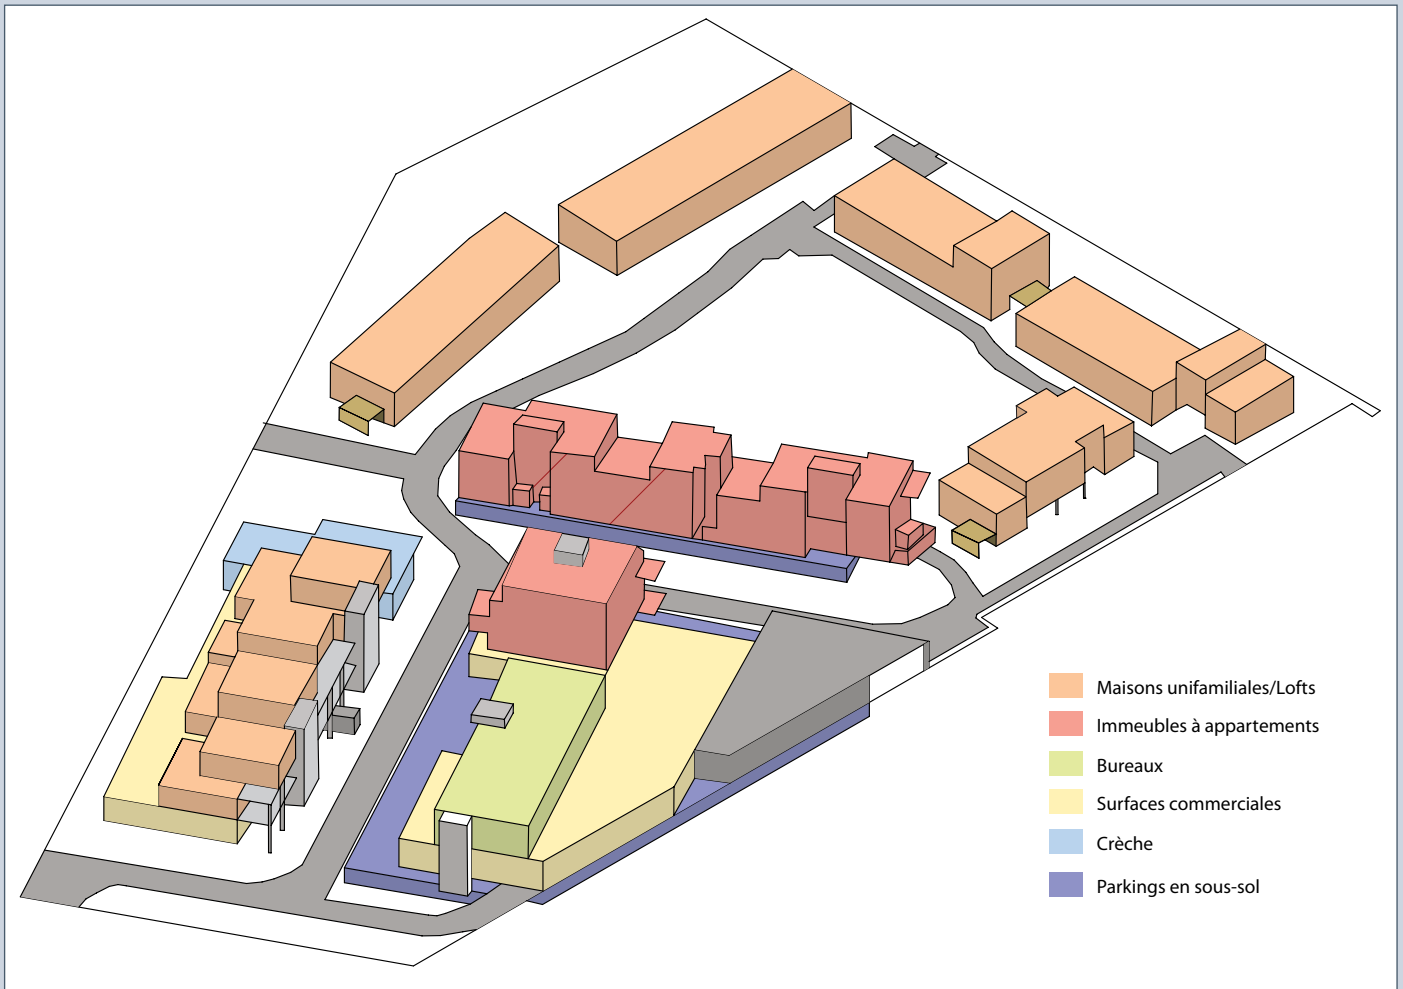 Maisons unifamiliales/Lofts
Immeubles à appartements
Bureaux
Surfaces commerciales
Crèche
Parkings en sous-sol